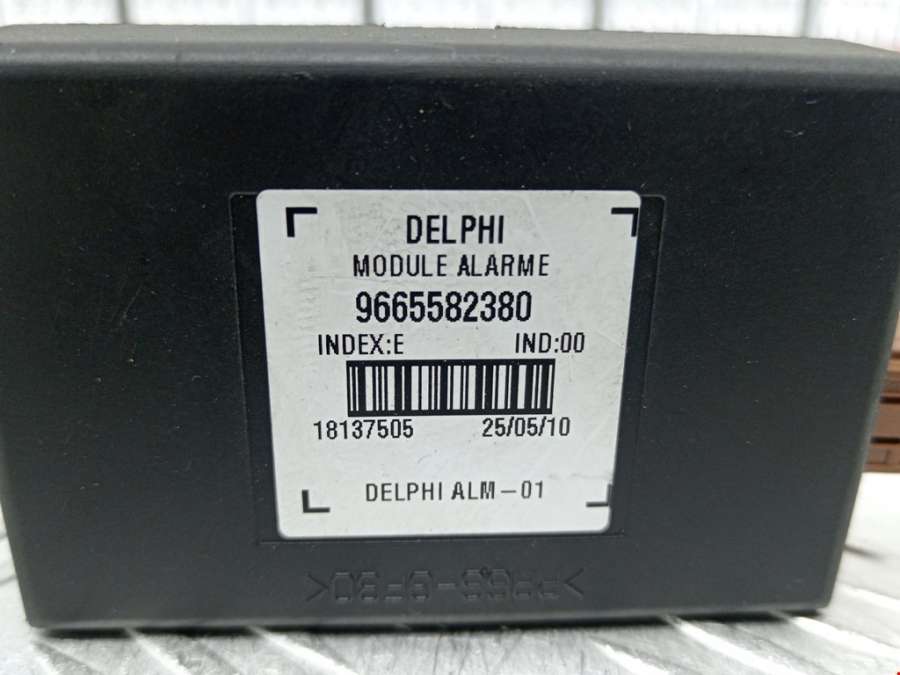 DELPHI
MODULE ALARME
9665582380
INDEX:E IND:00
18137505 25/05/10
DELPHI ALM-01